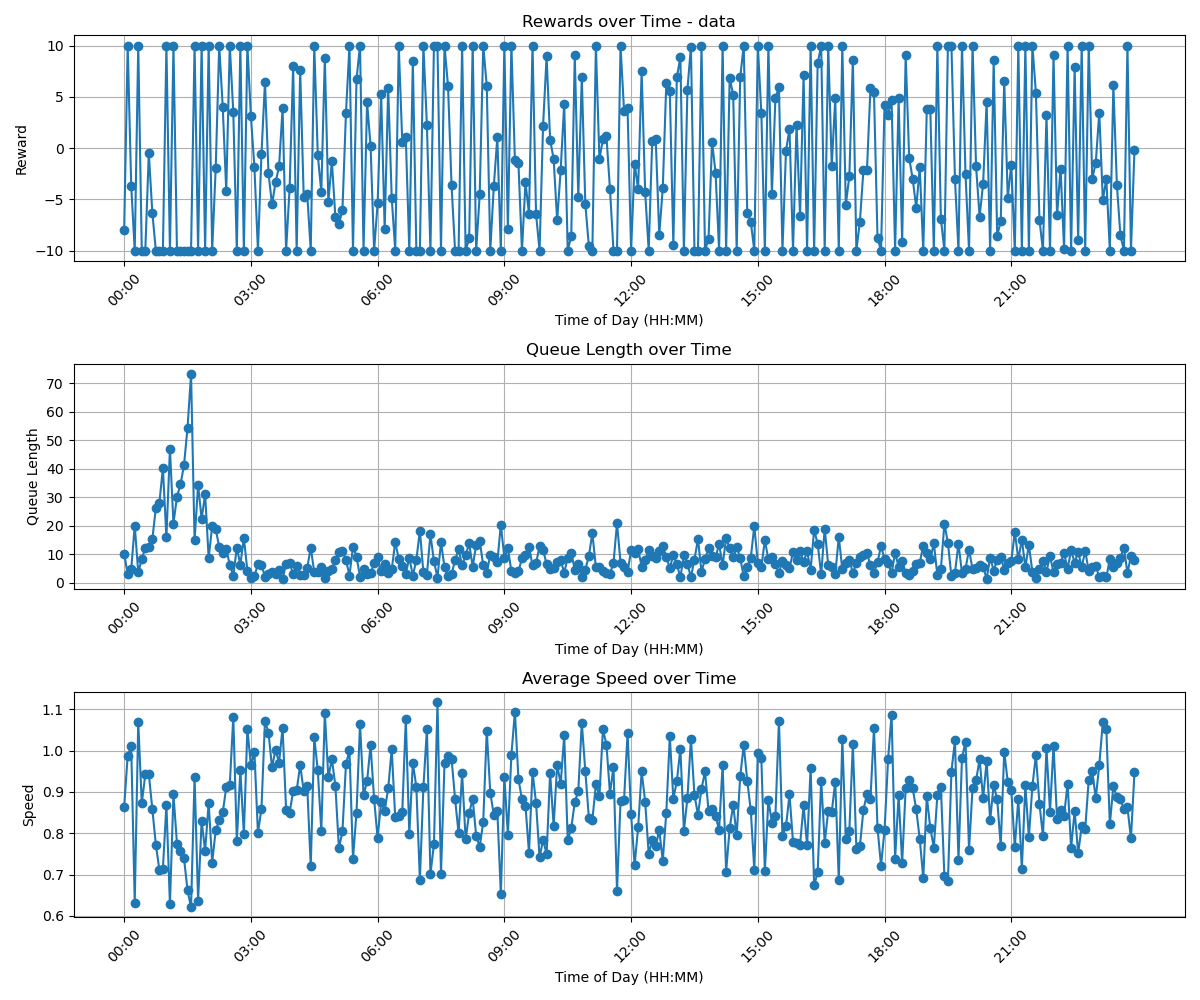 Rewards over Time - data
10
5
0
−5
−10
Reward
00:00 03:00 06:00 09:00 12:00 15:00 18:00 21:00
Time of Day (HH:MM)
Queue Length over Time
70
60
50
40
30
20
10
0
Queue Length
00:00 03:00 06:00 09:00 12:00 15:00 18:00 21:00
Time of Day (HH:MM)
Average Speed over Time
1.1
1.0
0.9
0.8
0.7
0.6
Speed
00:00 03:00 06:00 09:00 12:00 15:00 18:00 21:00
Time of Day (HH:MM)